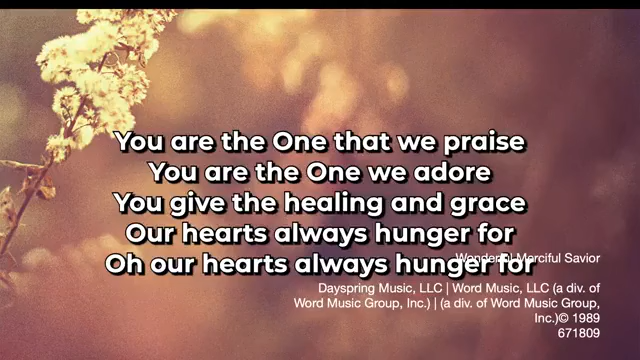 You are the One that we praise
You are the One we adore
You give the healing and grace
Our hearts always hunger for
Oh our hearts always hunger for
Wonderful Merciful Savior
Dayspring Music, LLC | Word Music, LLC (a div. of
Word Music Group, Inc.) | (a div. of Word Music Group,
Inc.)© 1989
671809